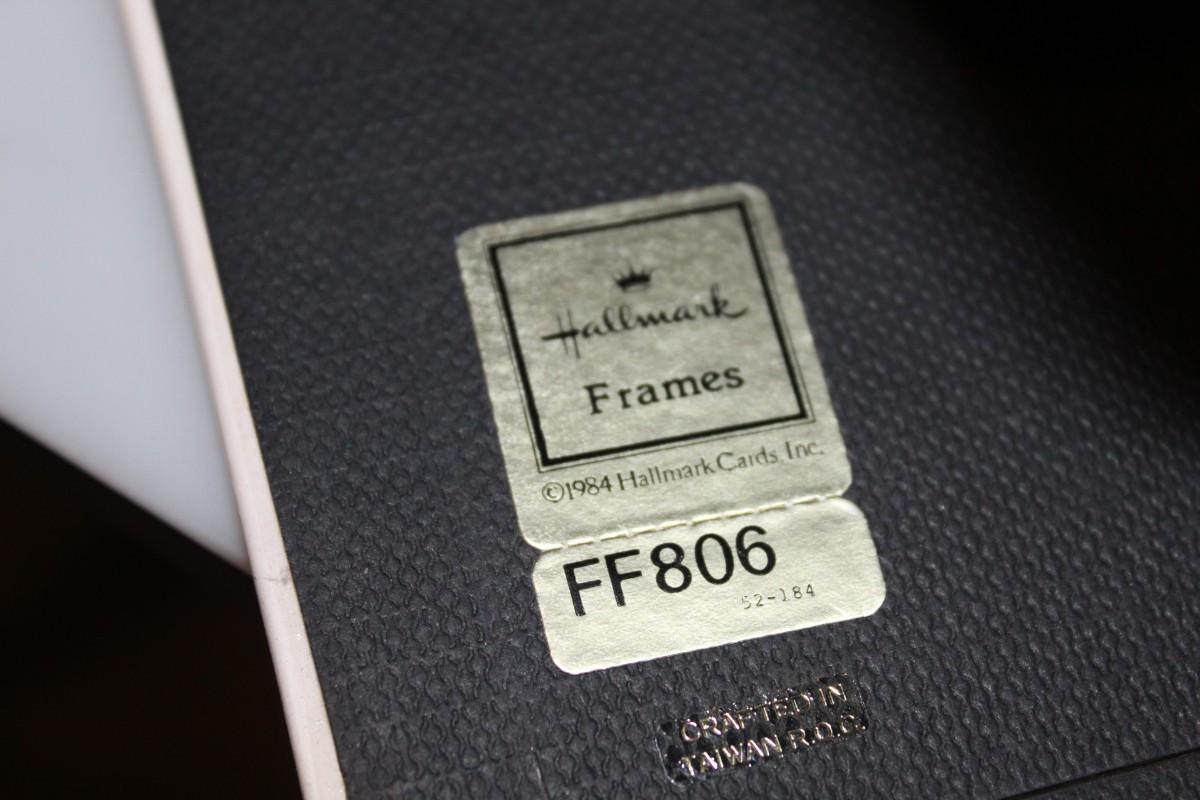 Hallmark
Frames
©1984 Hallmark Cards, Inc.
FF806
52-184
CRAFTED IN
TAIWAN R.O.C.